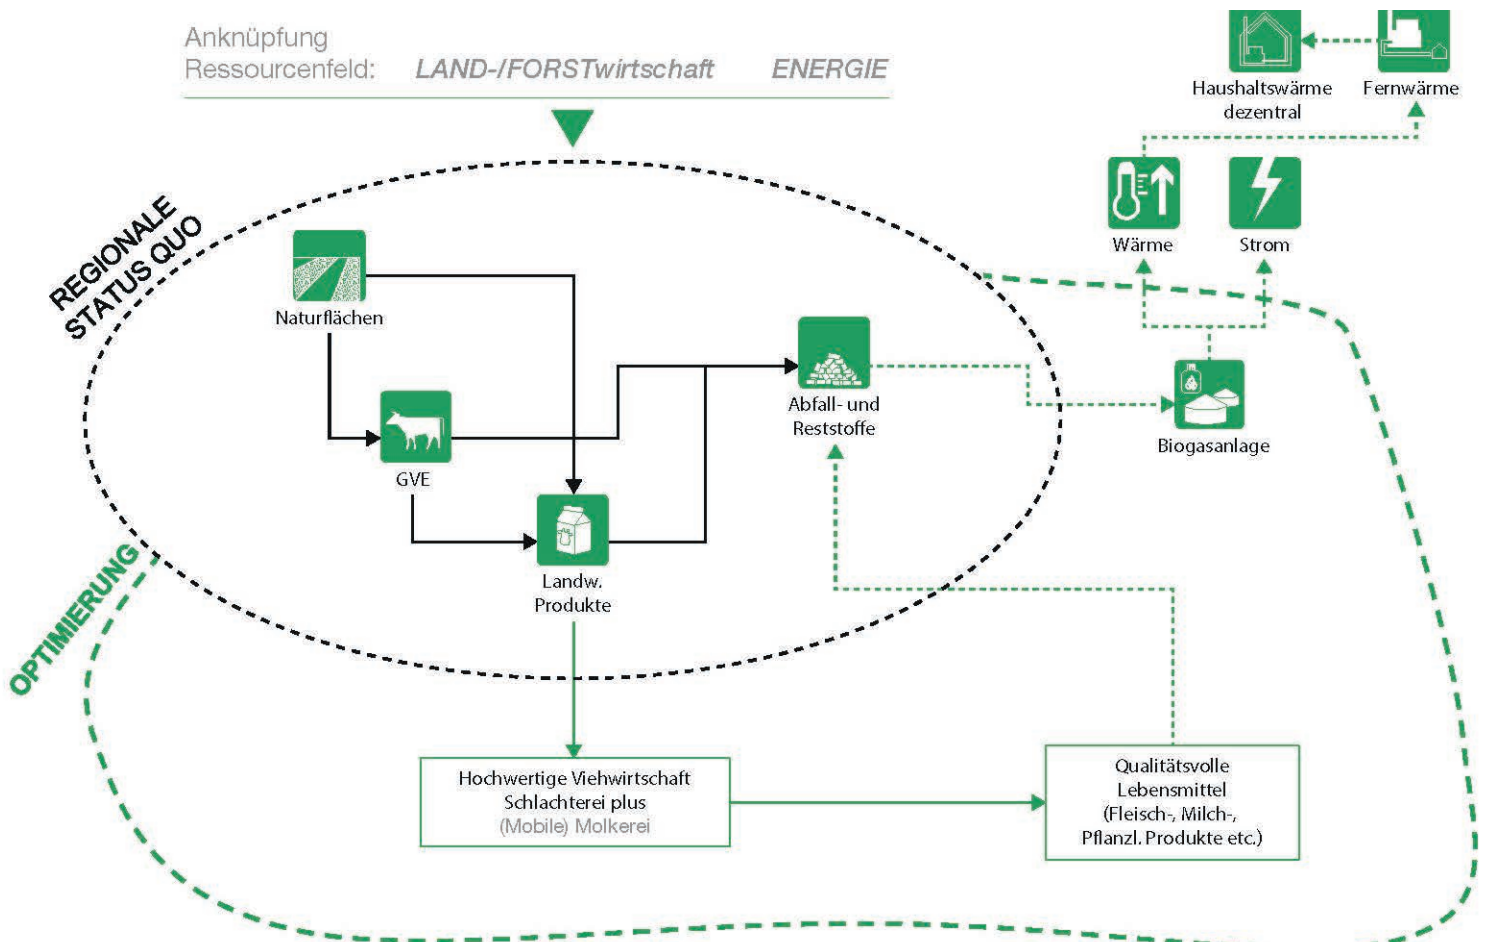 Anknüpfung
Ressourcenfeld: LAND-/FORSTwirtschaft ENERGIE
Haushaltswärme
dezentral
Fernwärme
REGIONALE
STATUS QUO
Wärme
Strom
Naturflächen
Abfall- und
Reststoffe
Biogasanlage
GVE
Landw.
Produkte
OPTIMIERUNG
Hochwertige Viehwirtschaft
Schlachterei plus
(Mobile) Molkerei
Qualitätsvolle
Lebensmittel
(Fleisch-, Milch-,
Pflanzl. Produkte etc.)